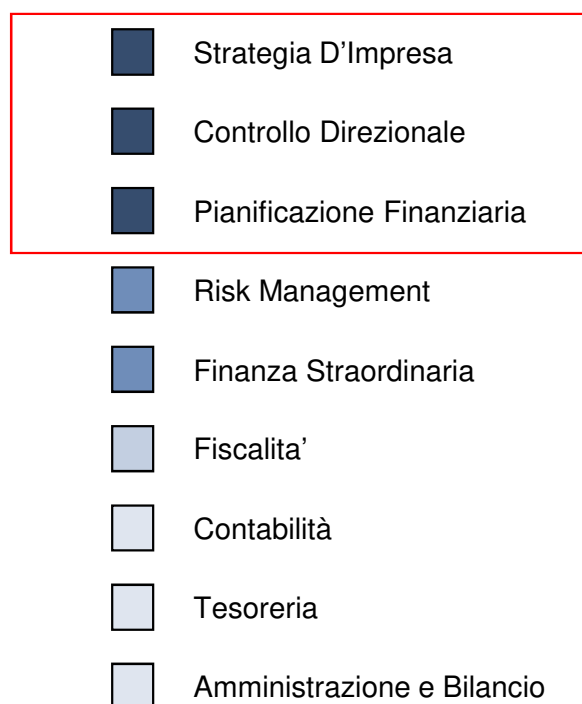 Strategia D’Impresa
Controllo Direzionale
Pianificazione Finanziaria
Risk Management
Finanza Straordinaria
Fiscalita’
Contabilità
Tesoreria
Amministrazione e Bilancio